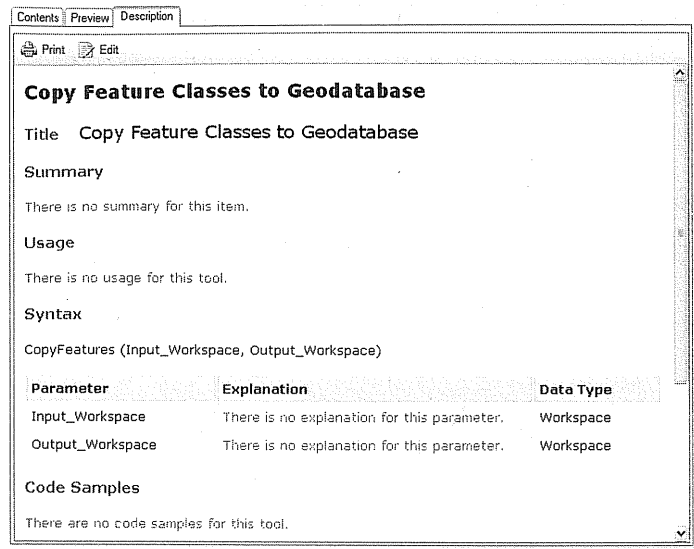 Contents Preview Description
Print Edit
Copy Feature Classes to Geodatabase
Title Copy Feature Classes to Geodatabase
Summary
There is no summary for this item.
Usage
There is no usage for this tool.
Syntax
CopyFeatures (Input_Workspace, Output_Workspace)
Parameter Explanation Data Type
Input_Workspace There is no explanation for this parameter. Workspace
Output_Workspace There is no explanation for this parameter. Workspace
Code Samples
There are no code samples for this tool.